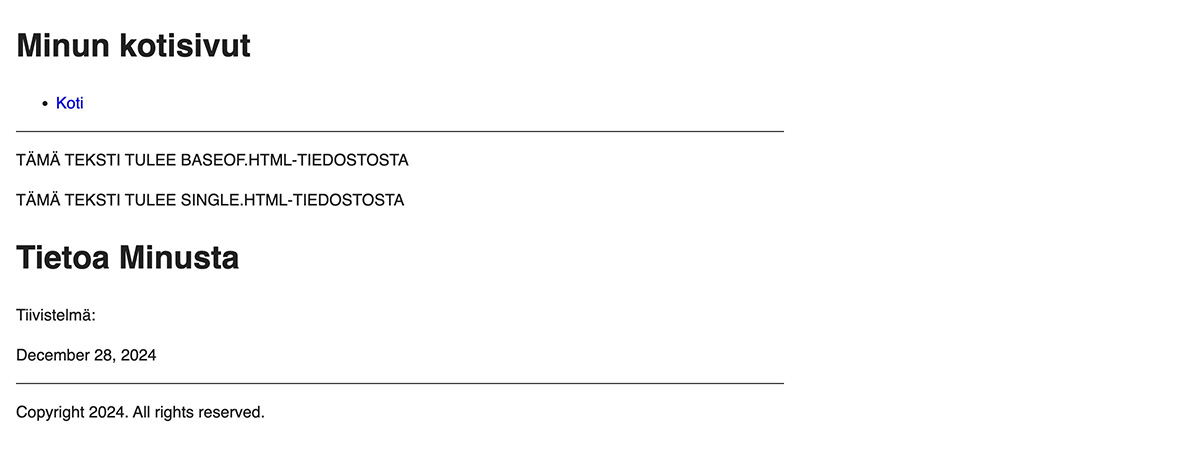 Minun kotisivut
Koti
TÄMÄ TEKSTI TULEE BASEOF.HTML-TIEDOSTOSTA
TÄMÄ TEKSTI TULEE SINGLE.HTML-TIEDOSTOSTA
Tietoa Minusta
Tiivistelmä:
December 28, 2024
Copyright 2024. All rights reserved.